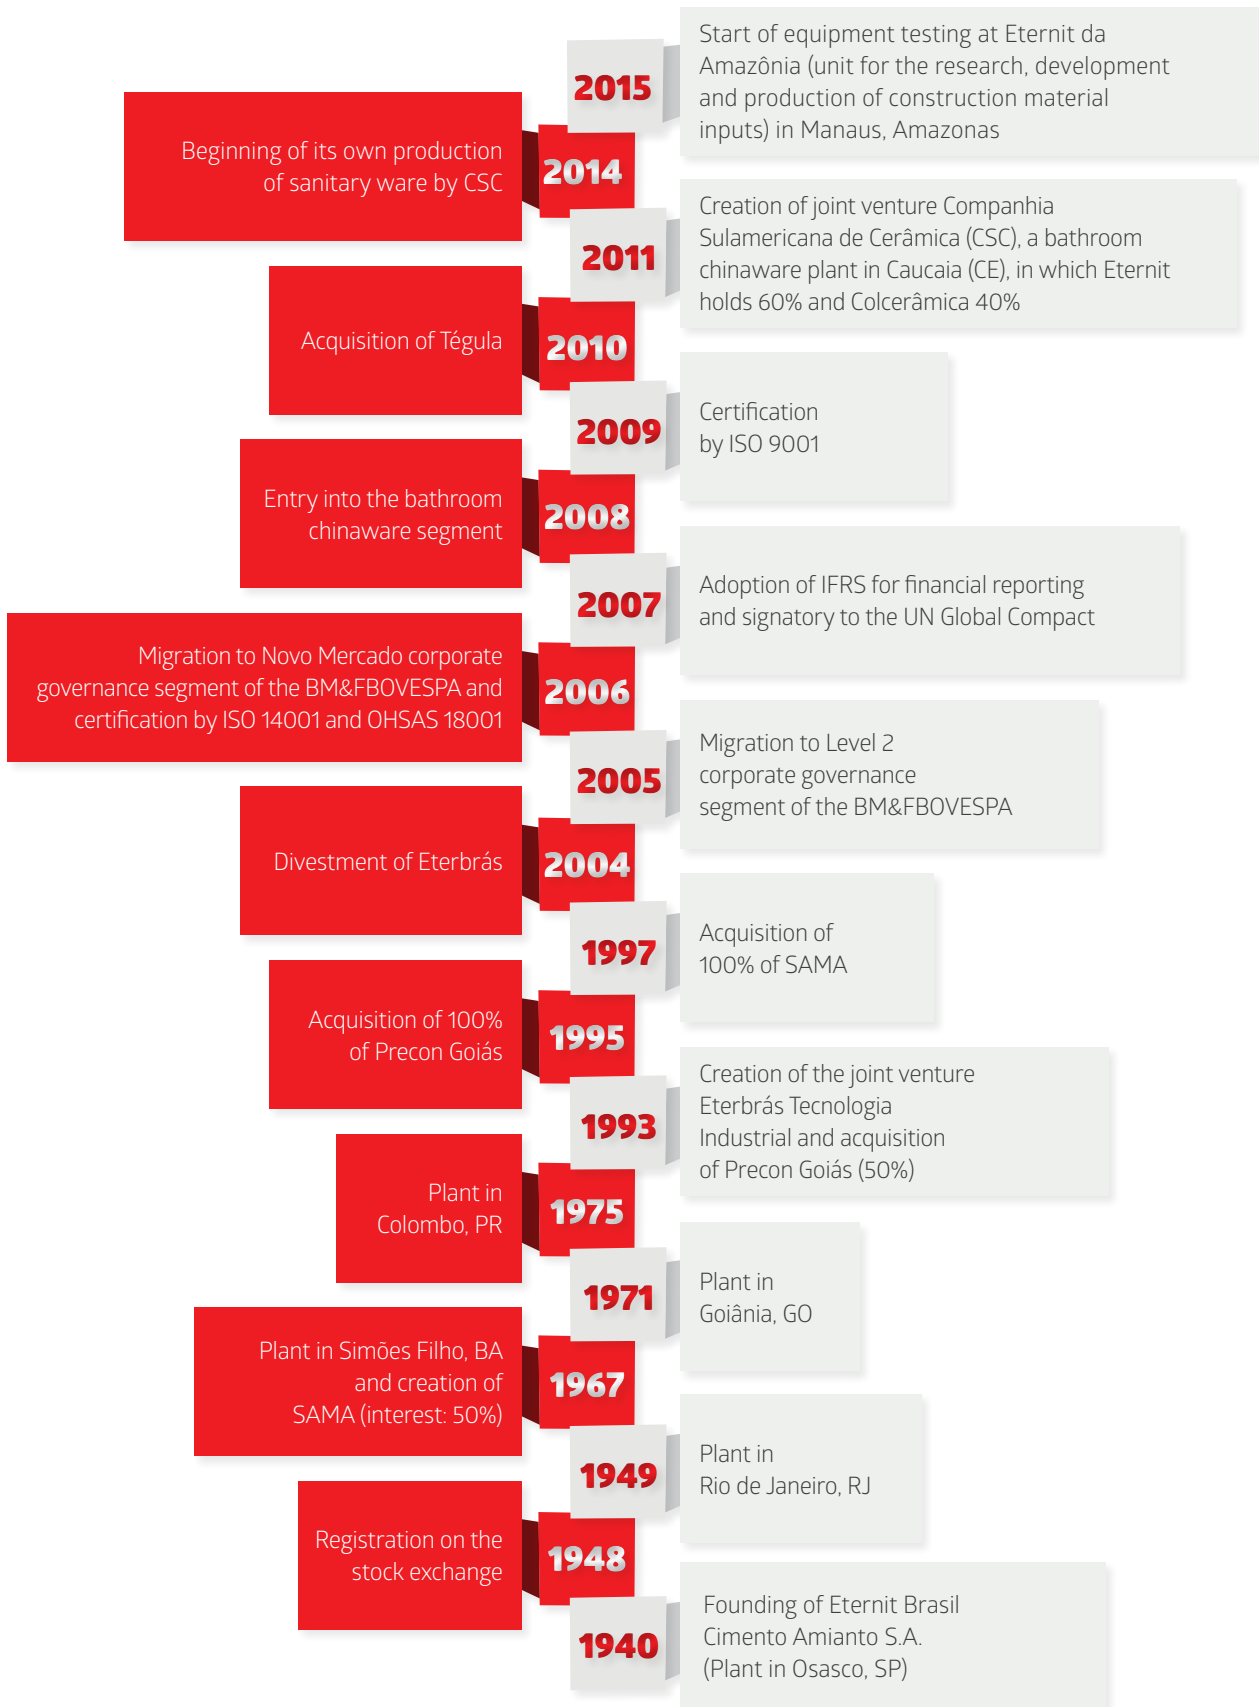 2015
Start of equipment testing at Eternit da
Amazônia (unit for the research, development
and production of construction material
inputs) in Manaus, Amazonas
Beginning of its own production
of sanitary ware by CSC
2014
2011
Creation of joint venture Companhia
Sulamericana de Cerâmica (CSC), a bathroom
chinaware plant in Caucaia (CE), in which Eternit
holds 60% and Colcerâmica 40%
Acquisition of Tégula
2010
2009
Certification
by ISO 9001
Entry into the bathroom
chinaware segment
2008
2007
Adoption of IFRS for financial reporting
and signatory to the UN Global Compact
Migration to Novo Mercado corporate
governance segment of the BM&FBOVESPA and
certification by ISO 14001 and OHSAS 18001
2006
2005
Migration to Level 2
corporate governance
segment of the BM&FBOVESPA
Divestment of Eterbrás
2004
1997
Acquisition of
100% of SAMA
Acquisition of 100%
of Precon Goiás
1995
1993
Creation of the joint venture
Eterbrás Tecnologia
Industrial and acquisition
of Precon Goiás (50%)
Plant in
Colombo, PR
1975
1971
Plant in
Goiânia, GO
Plant in Simões Filho, BA
and creation of
SAMA (interest: 50%)
1967
1949
Plant in
Rio de Janeiro, RJ
Registration on the
stock exchange
1948
1940
Founding of Eternit Brasil
Cimento Amianto S.A.
(Plant in Osasco, SP)